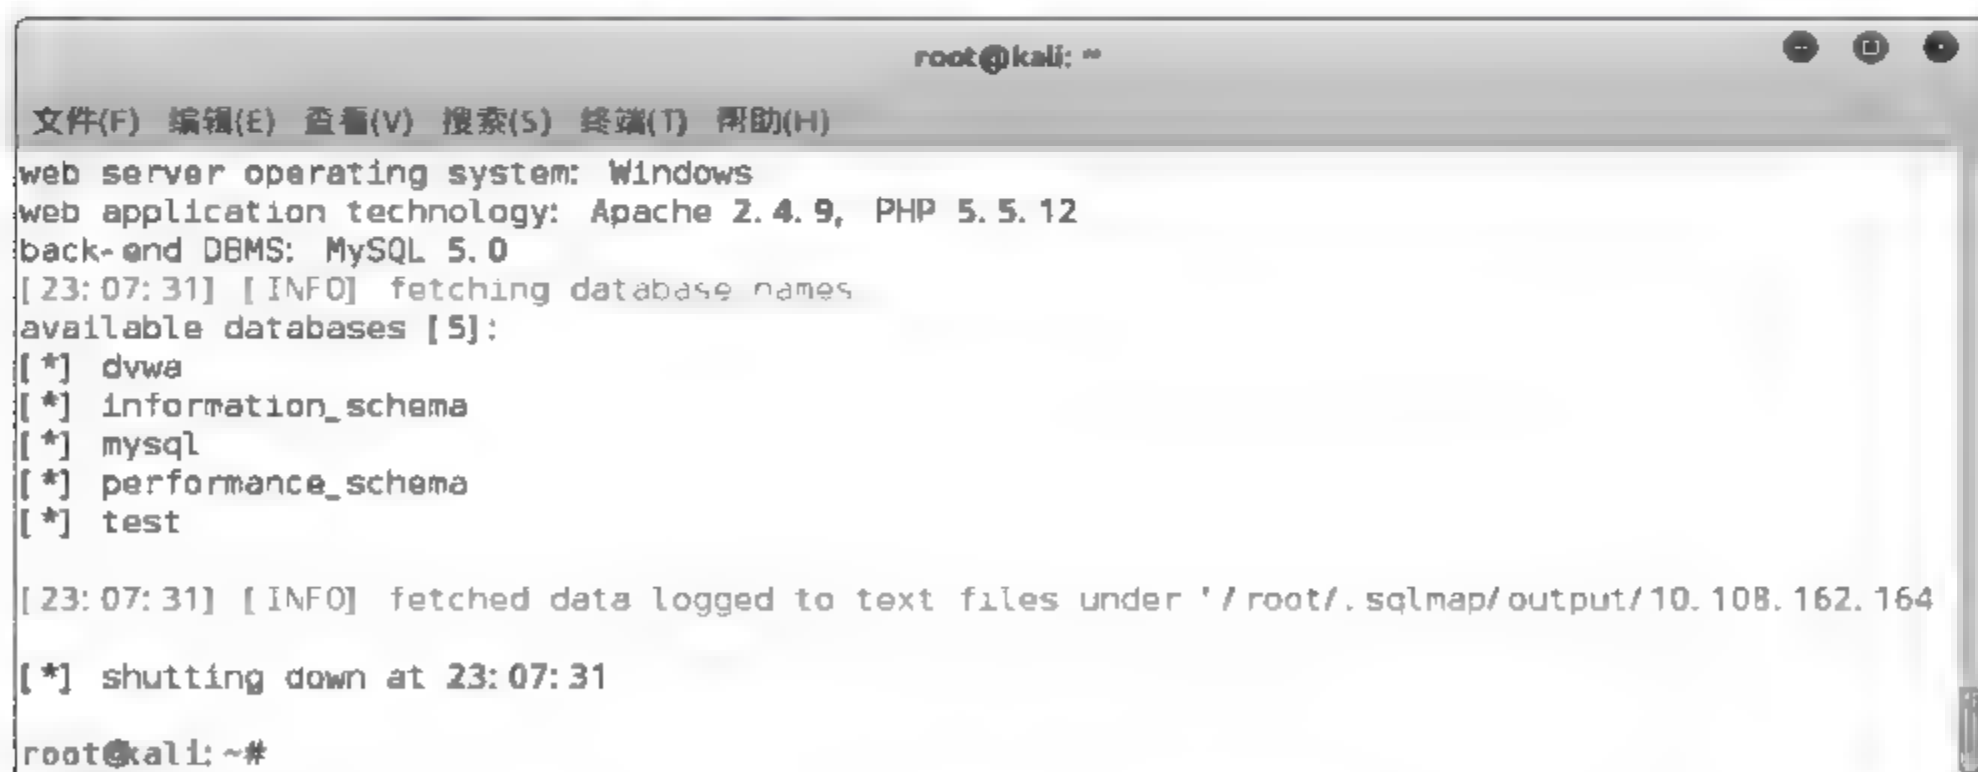 root@kali: ~
文件(F) 编辑(E) 查看(V) 搜索(S) 终端(T) 帮助(H)
web server operating system: Windows
web application technology: Apache 2.4.9, PHP 5.5.12
back-end DBMS: MySQL 5.0
[23:07:31] [INFO] fetching database names
available databases [5]:
[*] dvwa
[*] information_schema
[*] mysql
[*] performance_schema
[*] test
[23:07:31] [INFO] fetched data logged to text files under '/root/.sqlmap/output/10.108.162.164
[*] shutting down at 23:07:31
root@kali:~#